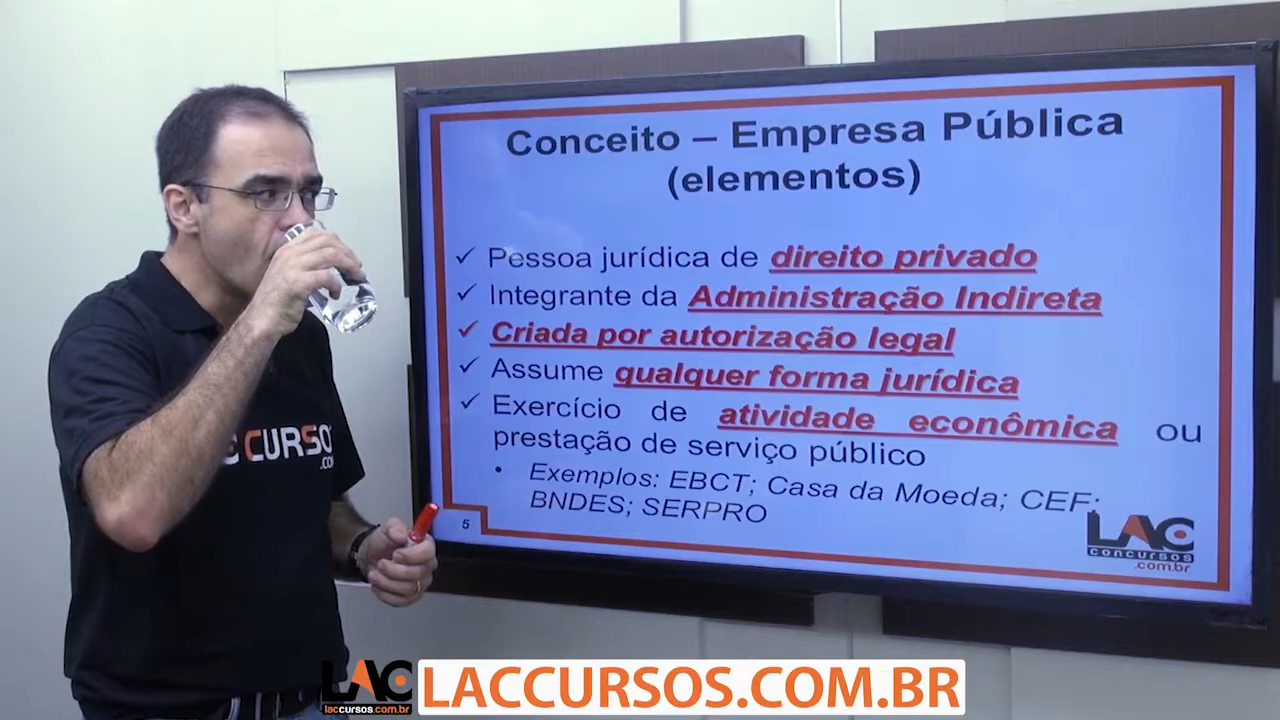 Conceito – Empresa Pública
(elementos)
✓ Pessoa jurídica de direito privado
✓ Integrante da Administração Indireta
✓ Criada por autorização legal
✓ Assume qualquer forma jurídica
✓ Exercício de atividade econômica ou
prestação de serviço público
• Exemplos: EBCT; Casa da Moeda; CEF;
BNDES; SERPRO
5
LAC
concursos
.com.br
CURSO
.co
LAC
laccursos.com.br
LACCURSOS.COM.BR